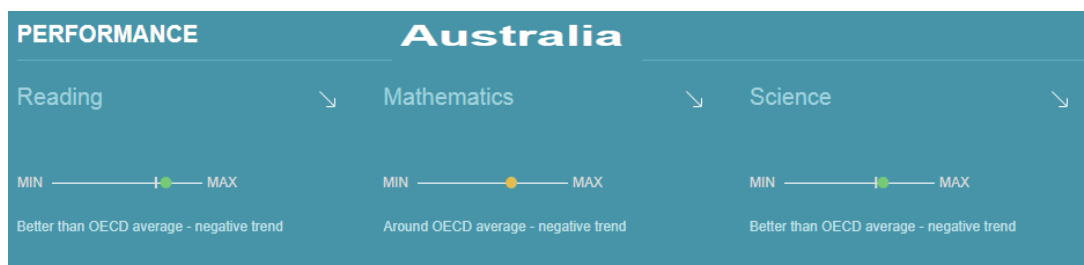 PERFORMANCE Australia
Reading Mathematics Science
MIN MAX MIN MAX MIN MAX
Better than OECD average - negative trend Around OECD average - negative trend Better than OECD average - negative trend